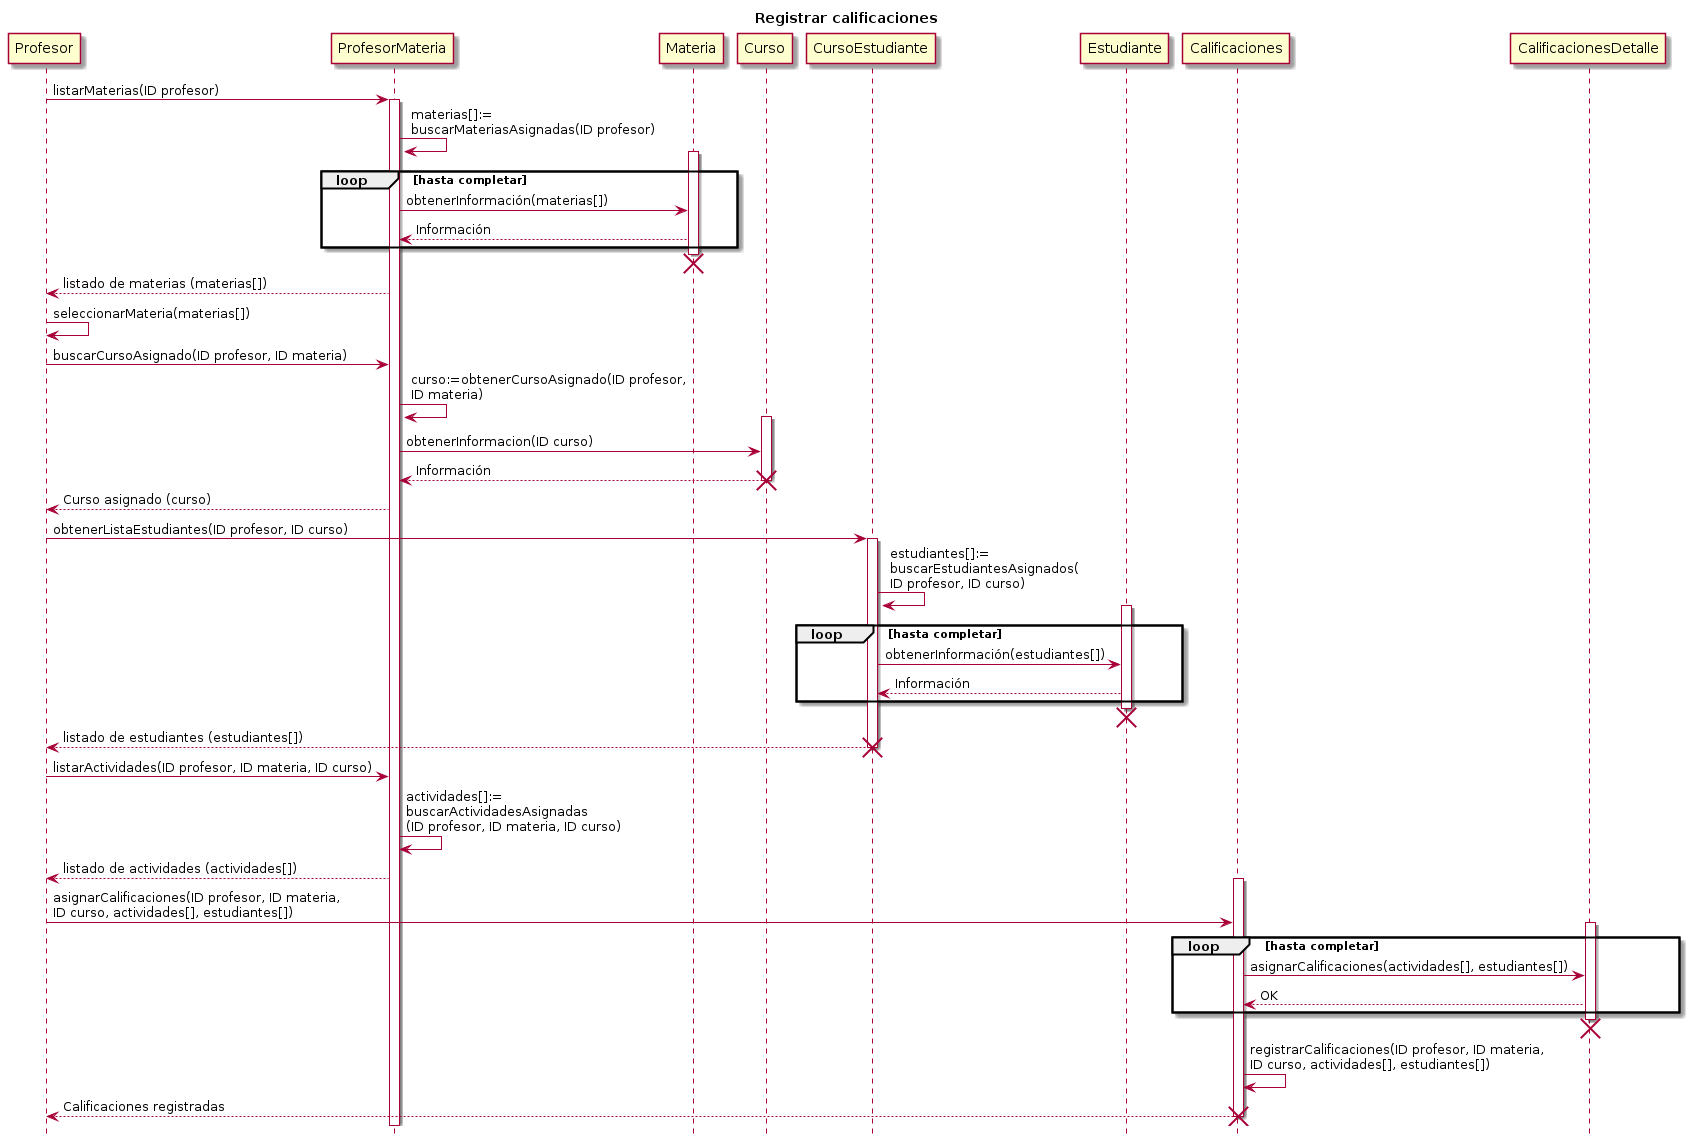 Registrar calificaciones
Profesor
ProfesorMateria
Materia
Curso
CursoEstudiante
Estudiante
Calificaciones
CalificacionesDetalle
listarMaterias(ID profesor)
materias[]:=
buscarMateriasAsignadas(ID profesor)
loop
[hasta completar]
obtenerInformación(materias[])
Información
listado de materias (materias[])
seleccionarMateria(materias[])
buscarCursoAsignado(ID profesor, ID materia)
curso:=obtenerCursoAsignado(ID profesor,
ID materia)
obtenerInformacion(ID curso)
Información
Curso asignado (curso)
obtenerListaEstudiantes(ID profesor, ID curso)
estudiantes[]:=
buscarEstudiantesAsignados(
ID profesor, ID curso)
loop
[hasta completar]
obtenerInformación(estudiantes[])
Información
listado de estudiantes (estudiantes[])
listarActividades(ID profesor, ID materia, ID curso)
actividades[]:=
buscarActividadesAsignadas
(ID profesor, ID materia, ID curso)
listado de actividades (actividades[])
asignarCalificaciones(ID profesor, ID materia,
ID curso, actividades[], estudiantes[])
loop
[hasta completar]
asignarCalificaciones(actividades[], estudiantes[])
OK
registrarCalificaciones(ID profesor, ID materia,
ID curso, actividades[], estudiantes[])
Calificaciones registradas